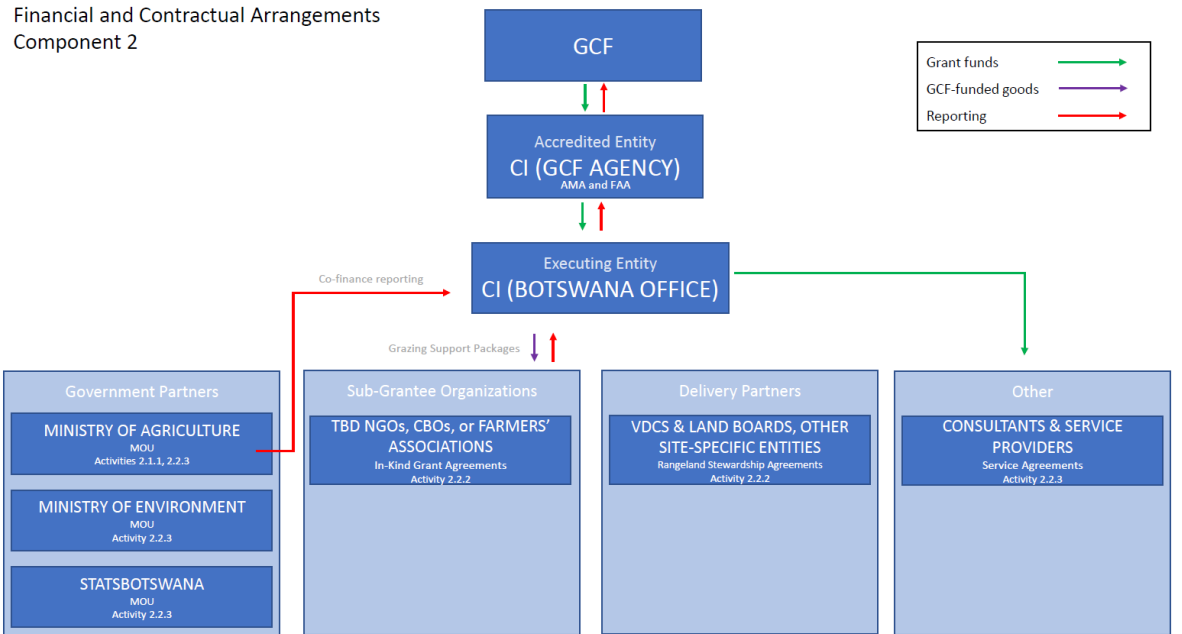 Financial and Contractual Arrangements
Component 2
GCF
Grant funds
GCF-funded goods
Reporting
Accredited Entity
CI (GCF AGENCY)
AMA and FAA
Executing Entity
CI (BOTSWANA OFFICE)
Co-finance reporting
Grazing Support Packages
Government Partners
MINISTRY OF AGRICULTURE
MOU
Activities 2.1.1, 2.2.3
MINISTRY OF ENVIRONMENT
MOU
Activity 2.2.3
STATSBOTSWANA
MOU
Activity 2.2.3
Sub-Grantee Organizations
TBD NGOs, CBOs, or FARMERS'
ASSOCIATIONS
In-Kind Grant Agreements
Activity 2.2.2
Delivery Partners
VDCS & LAND BOARDS, OTHER
SITE-SPECIFIC ENTITIES
Rangeland Stewardship Agreements
Activity 2.2.2
Other
CONSULTANTS & SERVICE
PROVIDERS
Service Agreements
Activity 2.2.3